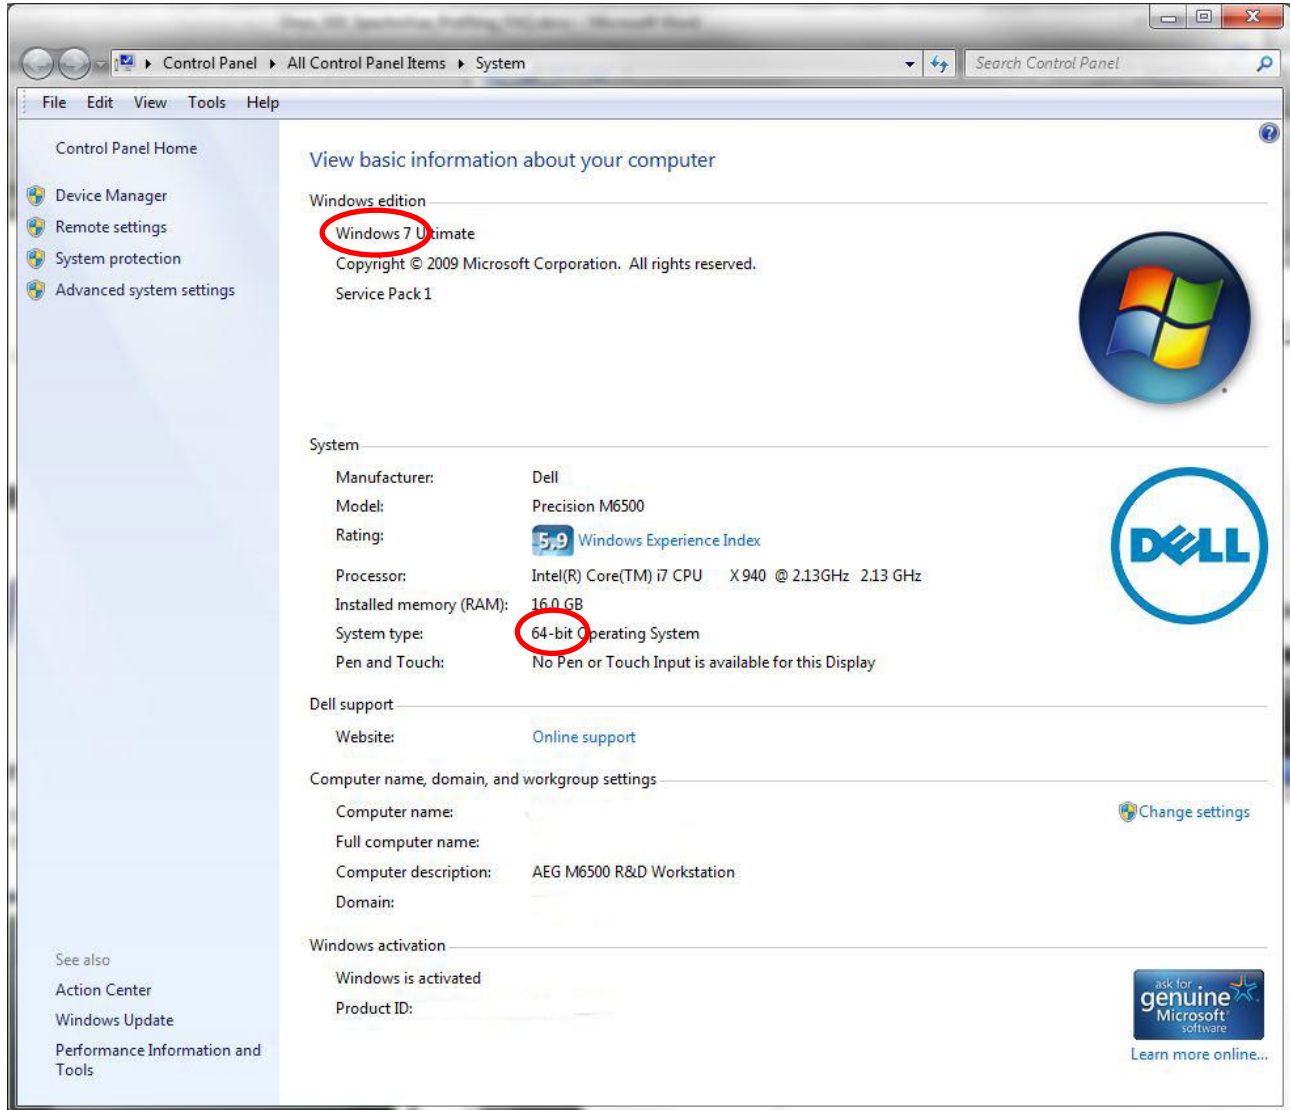 Control Panel ▸ All Control Panel Items ▸ System
Search Control Panel
File Edit View Tools Help
Control Panel Home
Device Manager
Remote settings
System protection
Advanced system settings
View basic information about your computer
Windows edition
Windows 7 Ultimate
Copyright © 2009 Microsoft Corporation. All rights reserved.
Service Pack 1
System
Manufacturer: Dell
Model: Precision M6500
Rating: 5,9 Windows Experience Index
Processor: Intel(R) Core(TM) i7 CPU X 940 @ 2.13GHz 2.13 GHz
Installed memory (RAM): 16.0 GB
System type: 64-bit Operating System
Pen and Touch: No Pen or Touch Input is available for this Display
DELL
Dell support
Website: Online support
Computer name, domain, and workgroup settings
Computer name:
Change settings
Full computer name:
Computer description: AEG M6500 R&D Workstation
Domain:
Windows activation
Windows is activated
Product ID:
ask for
genuine
Microsoft
software
Learn more online...
See also
Action Center
Windows Update
Performance Information and
Tools